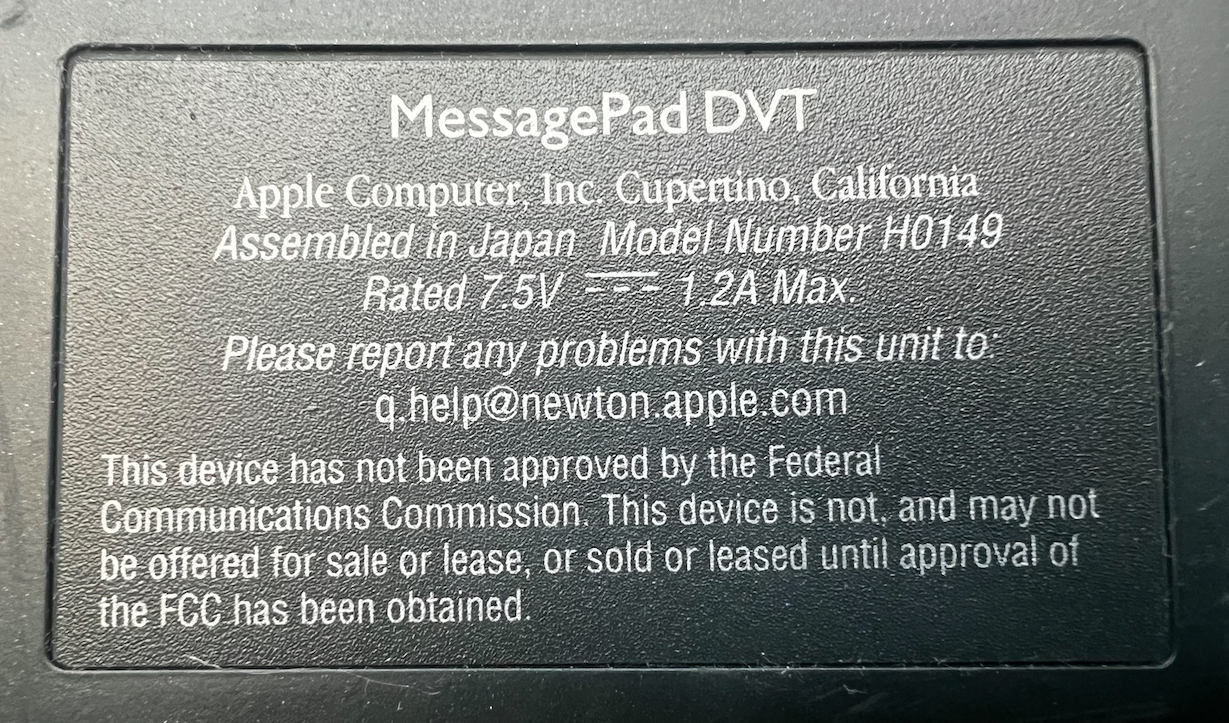 MessagePad DVT
Apple Computer, Inc. Cupertino, California
Assembled in Japan Model Number H0149
Rated 7.5V ⎓ 1.2A Max.
Please report any problems with this unit to:
q.help@newton.apple.com
This device has not been approved by the Federal
Communications Commission. This device is not, and may not
be offered for sale or lease, or sold or leased until approval of
the FCC has been obtained.